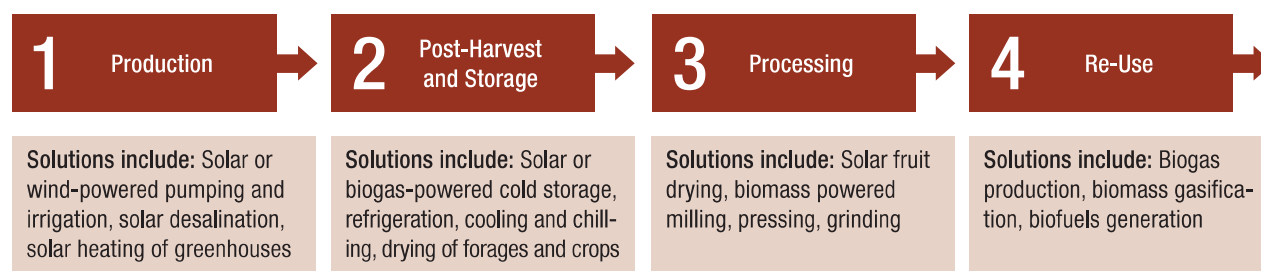 1
Production
2
Post-Harvest
and Storage
3
Processing
4
Re-Use
Solutions include: Solar or
wind-powered pumping and
irrigation, solar desalination,
solar heating of greenhouses
Solutions include: Solar or
biogas-powered cold storage,
refrigeration, cooling and chill-
ing, drying of forages and crops
Solutions include: Solar fruit
drying, biomass powered
milling, pressing, grinding
Solutions include: Biogas
production, biomass gasifica-
tion, biofuels generation